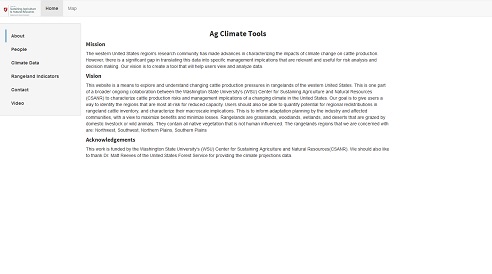 Sustaining Agriculture
Home
Map
About
People
Climate Data
Rangeland Indicators
Contact
Video
Ag Climate Tools
Mission
The western United States region's research community has made advances in characterizing the impacts of climate change on cattle production.
However, there is a significant gap in translating this data into specific management implications that are relevant and useful for risk analysis and
decision making. Our vision is to create a tool that will help users view and analyze data
Vision
This website is a means to explore and understand changing cattle production pressures in rangelands of the western United States. This is one part
of a broader ongoing collaboration between the Washington State University's (WSU) Center for Sustaining Agriculture and Natural Resources
(CSANR) to characterize cattle production risks and management implications of a changing climate in the United States. Our goal is to give users a
way to identify the regions that are most at risk for reduced capacity. Users should also be able to quantify potential for regional redistributions in
rangeland cattle inventory, and characterize their macroscale implications. This is to inform adaptation planning by the industry and affected
communities, with a view to maximize benefits and minimize losses. Rangelands are grasslands, woodlands, wetlands, and deserts that are grazed by
domestic livestock or wild animals. They contain all native vegetation that is not human influenced. The rangelands regions that we are concerned with
are: Northwest, Southwest, Northern Plains, Southern Plains
Acknowledgements
This work is funded by the Washington State University's (WSU) Center for Sustaining Agriculture and Natural Resources(CSANR). We should also like
to thank Dr. Matt Reeves of the United States Forest Service for providing the climate projections data